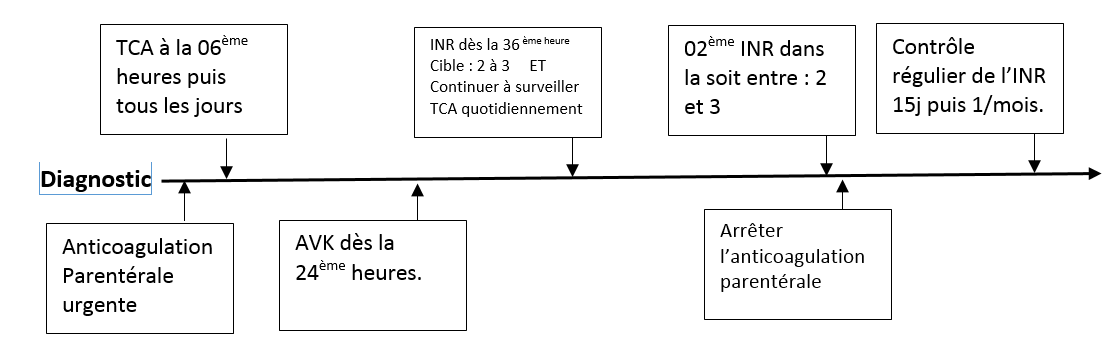 TCA à la 06ème
heures puis
tous les jours
INR dès la 36 ème heure
Cible : 2 à 3 ET
Continuer à surveiller
TCA quotidiennement
02ème INR dans
la soit entre : 2
et 3
Contrôle
régulier de l’INR
15j puis 1/mois.
Diagnostic
Anticoagulation
Parentérale
urgente
AVK dès la
24ème heures.
Arrêter
l’anticoagulation
parentérale